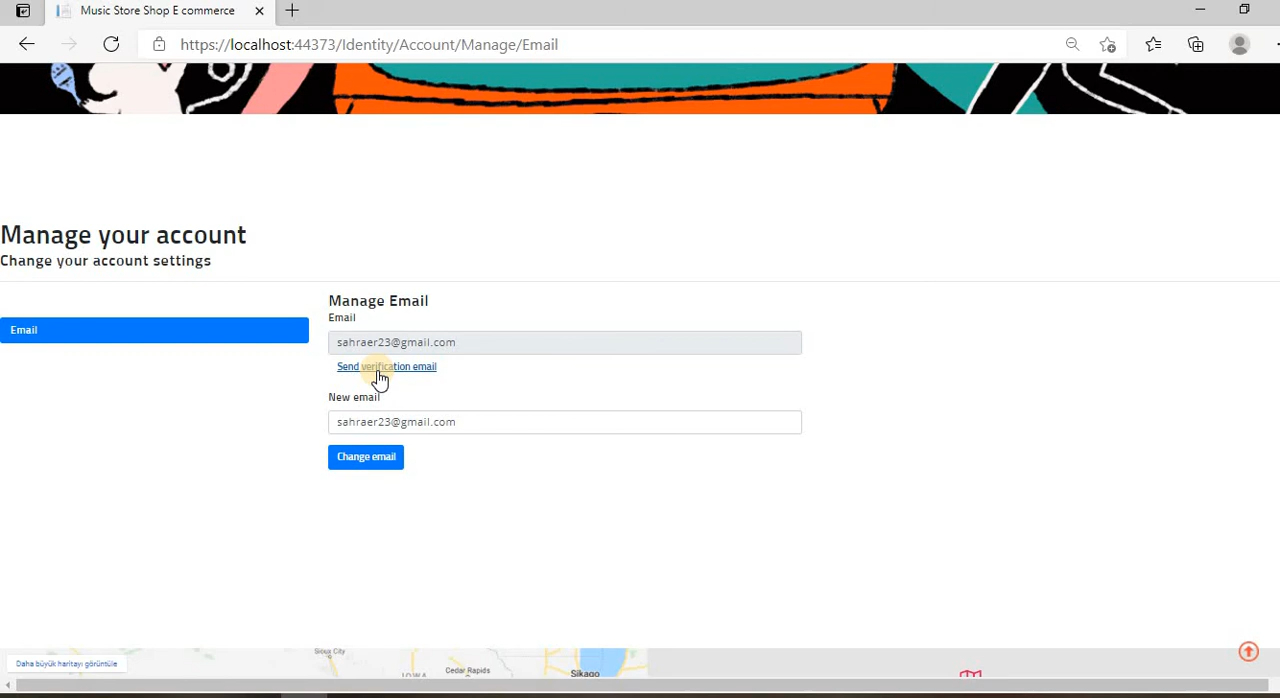 Music Store Shop E commerce
https://localhost:44373/Identity/Account/Manage/Email
Manage your account
Change your account settings
Email
Manage Email
Email
sahraer23@gmail.com
Send verification email
New email
sahraer23@gmail.com
Change email
Daha büyük haritayı görüntüle
Sioux City
IOWA
Cedar Rapids
Şikago